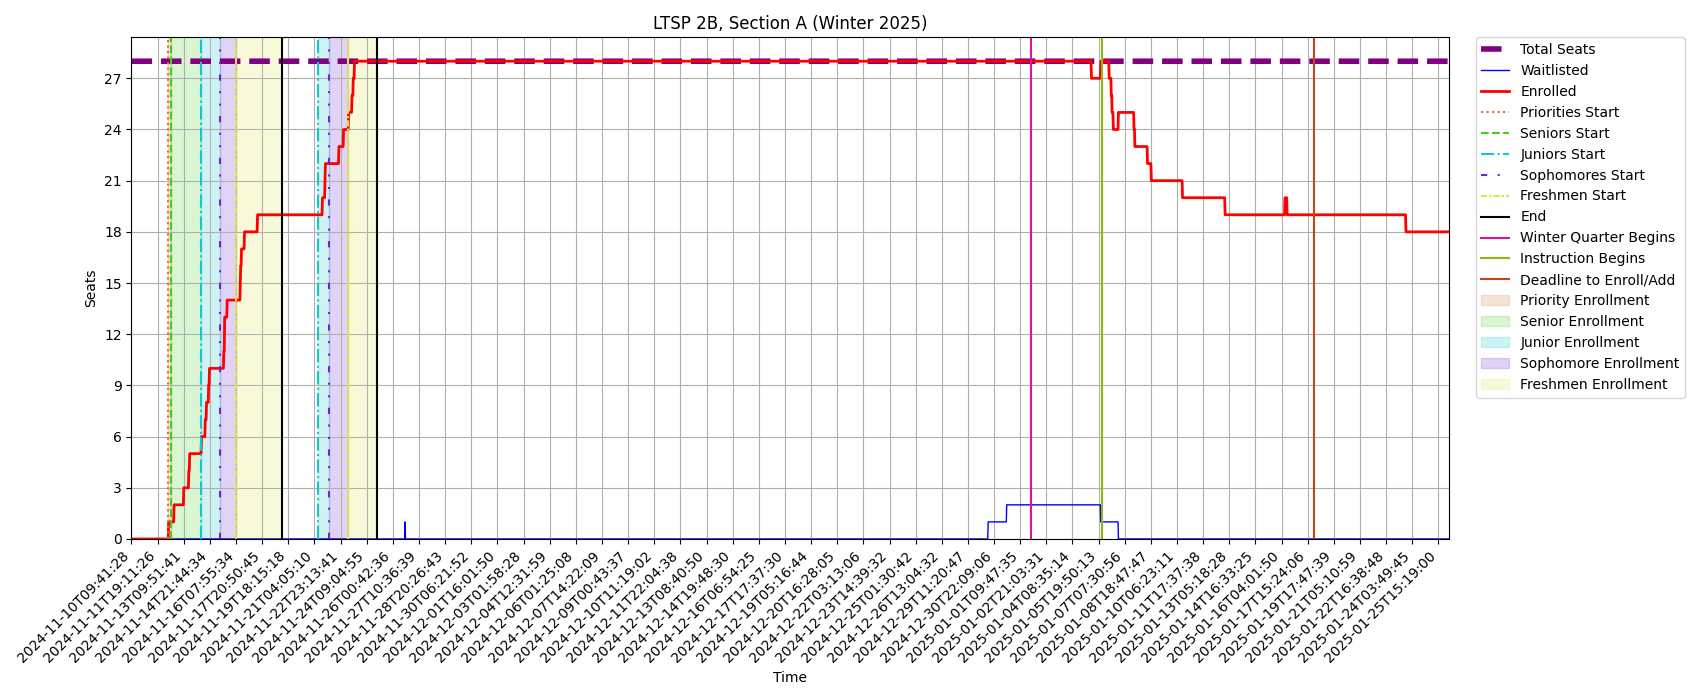 LTSP 2B, Section A (Winter 2025)
Seats
27
24
21
18
15
12
9
6
3
0
2024-11-10T09:41:28
2024-11-11T19:11:26
2024-11-13T09:51:41
2024-11-14T21:44:34
2024-11-16T07:55:34
2024-11-17T20:50:45
2024-11-19T18:15:18
2024-11-21T04:05:10
2024-11-22T23:13:41
2024-11-24T09:04:55
2024-11-26T00:42:36
2024-11-27T10:36:39
2024-11-28T20:26:43
2024-11-30T06:21:52
2024-12-01T16:01:50
2024-12-03T01:58:28
2024-12-04T12:31:59
2024-12-06T01:25:08
2024-12-07T14:22:09
2024-12-09T00:43:37
2024-12-10T11:19:02
2024-12-11T22:04:38
2024-12-13T08:40:50
2024-12-14T19:48:30
2024-12-16T06:54:25
2024-12-17T17:37:30
2024-12-19T05:16:44
2024-12-20T16:28:05
2024-12-22T03:13:06
2024-12-23T14:39:32
2024-12-25T01:30:42
2024-12-26T13:04:32
2024-12-29T11:20:47
2024-12-30T22:09:06
2025-01-01T09:47:35
2025-01-02T21:03:31
2025-01-04T08:35:14
2025-01-05T19:50:13
2025-01-07T07:30:56
2025-01-08T18:47:47
2025-01-10T06:23:11
2025-01-11T17:37:38
2025-01-13T05:18:28
2025-01-14T16:33:25
2025-01-16T04:01:50
2025-01-17T15:24:06
2025-01-19T17:47:39
2025-01-21T05:10:59
2025-01-22T16:38:48
2025-01-24T03:49:45
2025-01-25T15:19:00
Time
Total Seats
Waitlisted
Enrolled
Priorities Start
Seniors Start
Juniors Start
Sophomores Start
Freshmen Start
End
Winter Quarter Begins
Instruction Begins
Deadline to Enroll/Add
Priority Enrollment
Senior Enrollment
Junior Enrollment
Sophomore Enrollment
Freshmen Enrollment